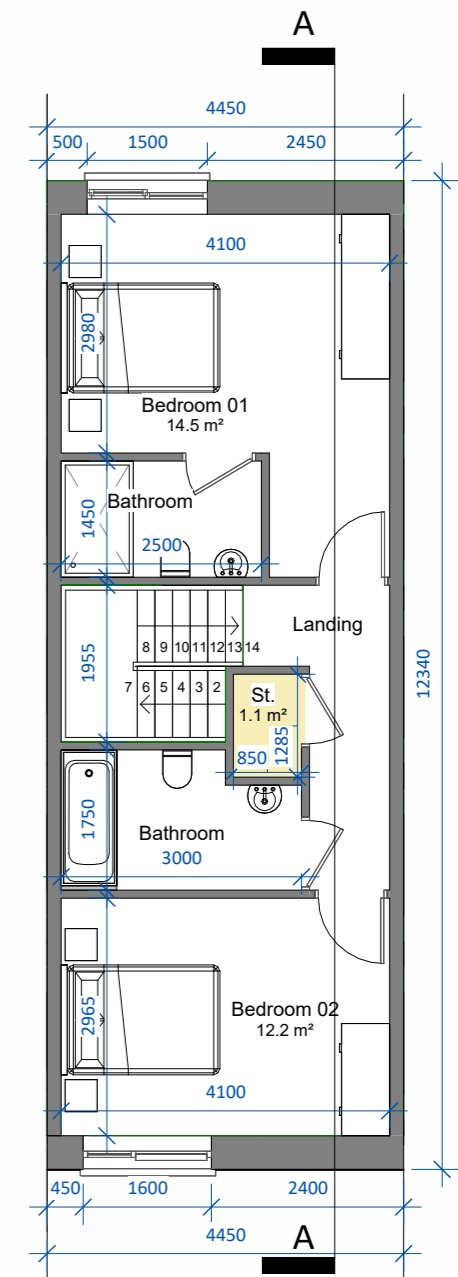 A
4450
500 1500 2450
4100
2980
Bedroom 01
14.5 m²
Bathroom
1450
2500
Landing
1955
8 9 10 11 12 13 14
7 6 5 4 3 2
St.
1.1 m²
850 1285
12340
1750
Bathroom
3000
Bedroom 02
12.2 m²
2965
4100
450 1600 2400
4450
A